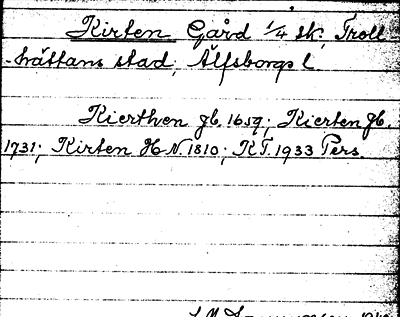 Kirten Gård 1/4 sk, Troll
-hättans stad, Älfsborgs l.
Kierthen Jb. 1659; Kierten Jb.
1731; Kirten H N. 1810; K T. 1933 Pers.